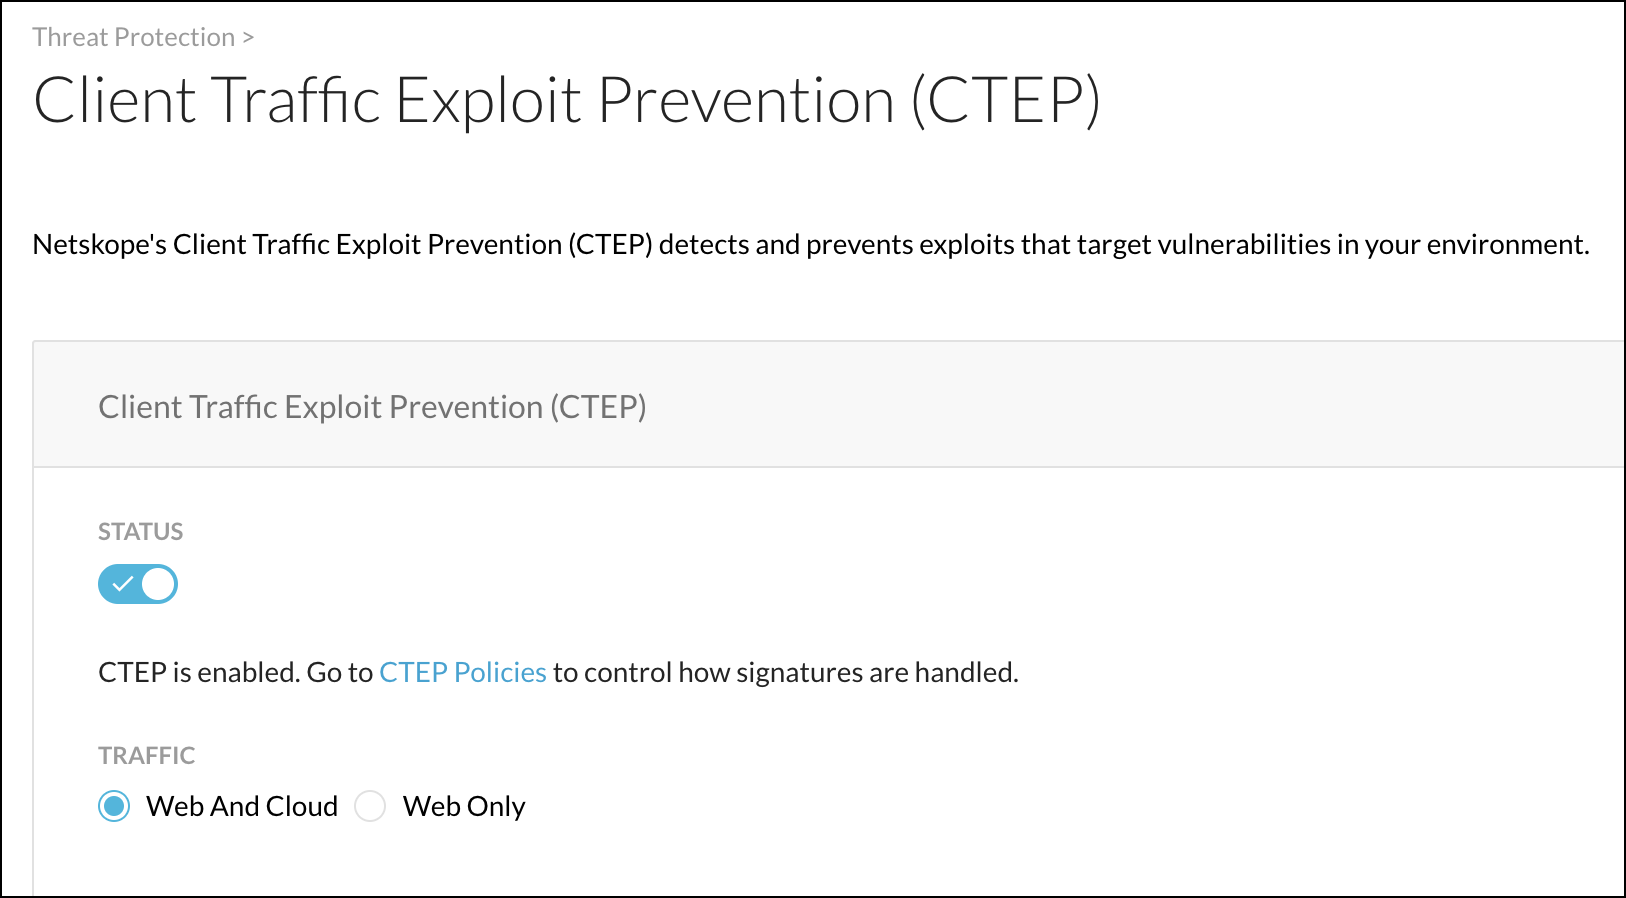 Threat Protection >
Client Traffic Exploit Prevention (CTEP)
Netskope's Client Traffic Exploit Prevention (CTEP) detects and prevents exploits that target vulnerabilities in your environment.
Client Traffic Exploit Prevention (CTEP)
STATUS
CTEP is enabled. Go to CTEP Policies to control how signatures are handled.
TRAFFIC
Web And Cloud Web Only